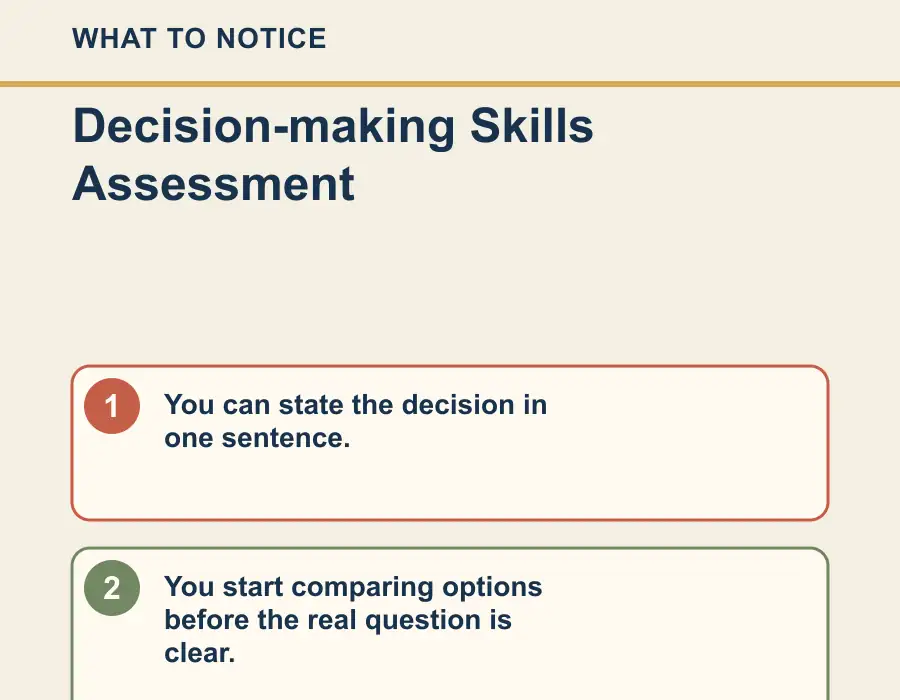 WHAT TO NOTICE
Decision-making Skills
Assessment
1
You can state the decision in
one sentence.
2
You start comparing options
before the real question is
clear.